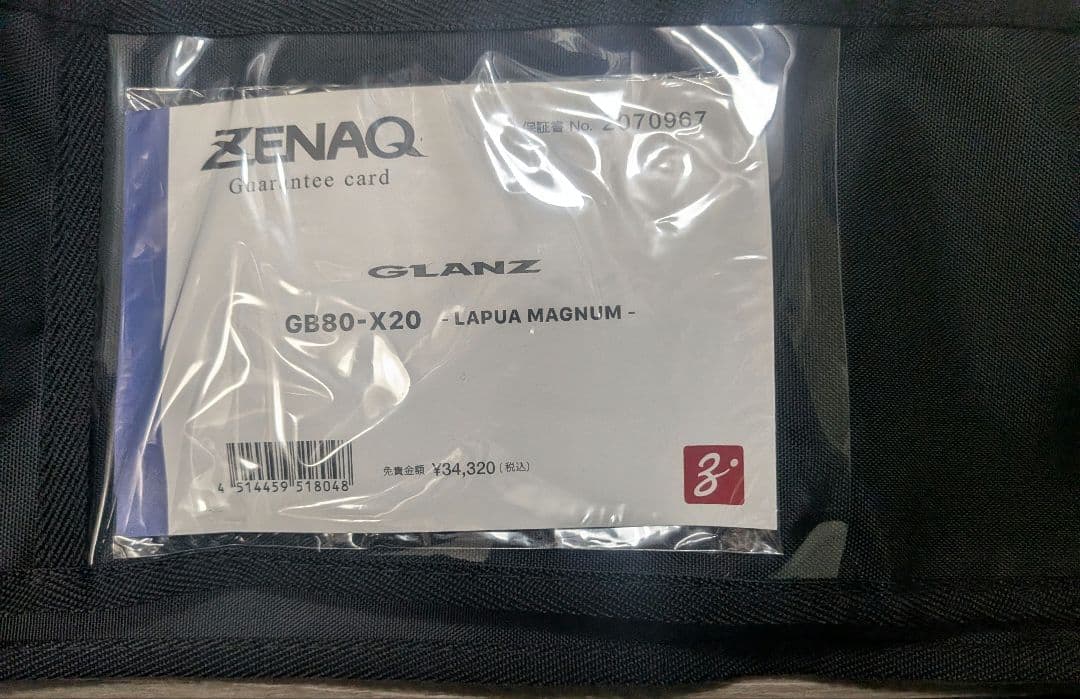 ZENAQ
保証書 No. 2070967
Guarantee card
GLANZ
GB80-X20 - LAPUA MAGNUM -
4 514459 518048
免責金額 ¥34,320 (税込)